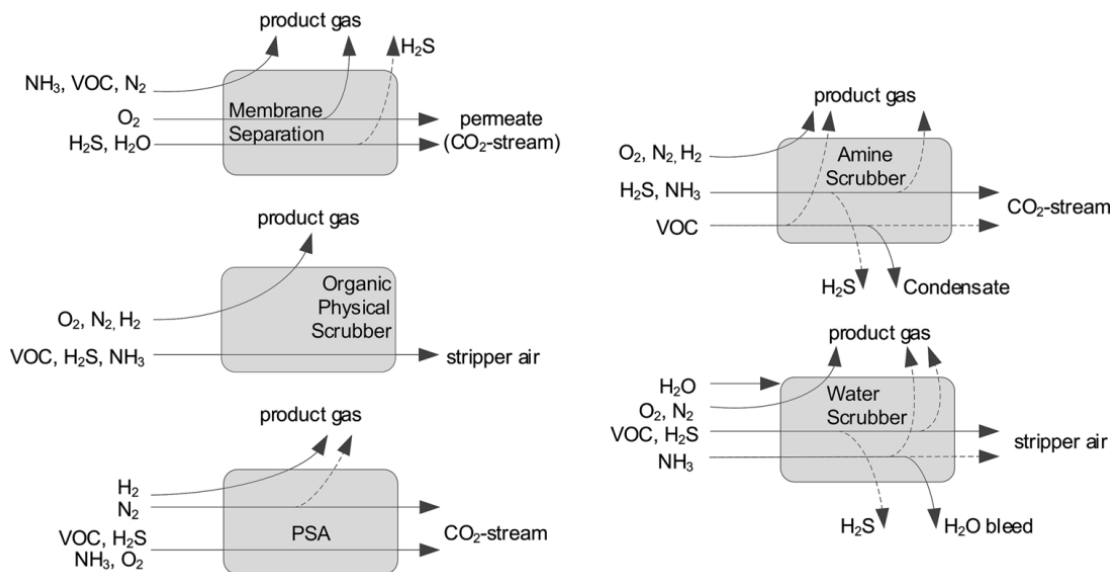 product gas
H₂S
NH₃, VOC, N₂
O₂
H₂S, H₂O
Membrane
Separation
permeate
(CO₂-stream)
product gas
O₂, N₂, H₂
VOC, H₂S, NH₃
Organic
Physical
Scrubber
stripper air
product gas
H₂
N₂
VOC, H₂S
NH₃, O₂
PSA
CO₂-stream
product gas
O₂, N₂, H₂
H₂S, NH₃
VOC
Amine
Scrubber
CO₂-stream
H₂S
Condensate
product gas
H₂O
O₂, N₂
VOC, H₂S
NH₃
Water
Scrubber
stripper air
H₂S
H₂O bleed